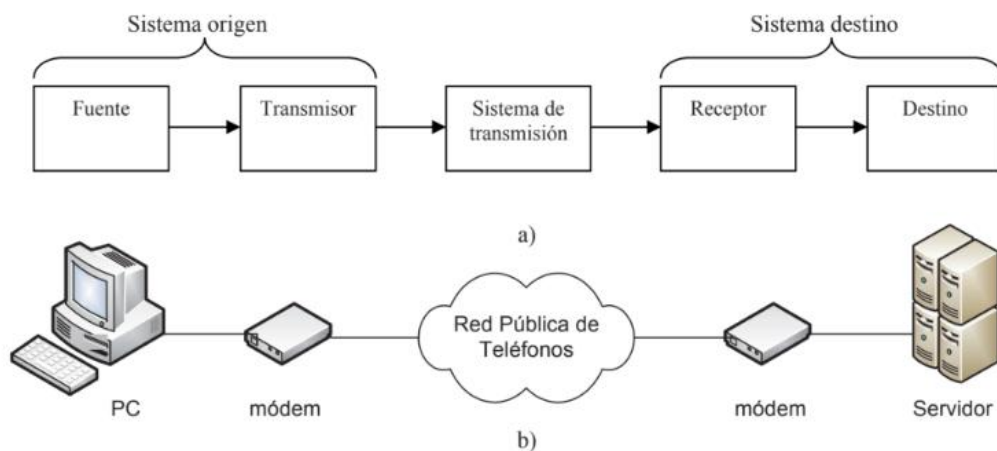 Sistema origen
Sistema destino
Fuente
Transmisor
Sistema de
transmisión
Receptor
Destino
a)
Red Pública de
Teléfonos
PC
módem
módem
Servidor
b)